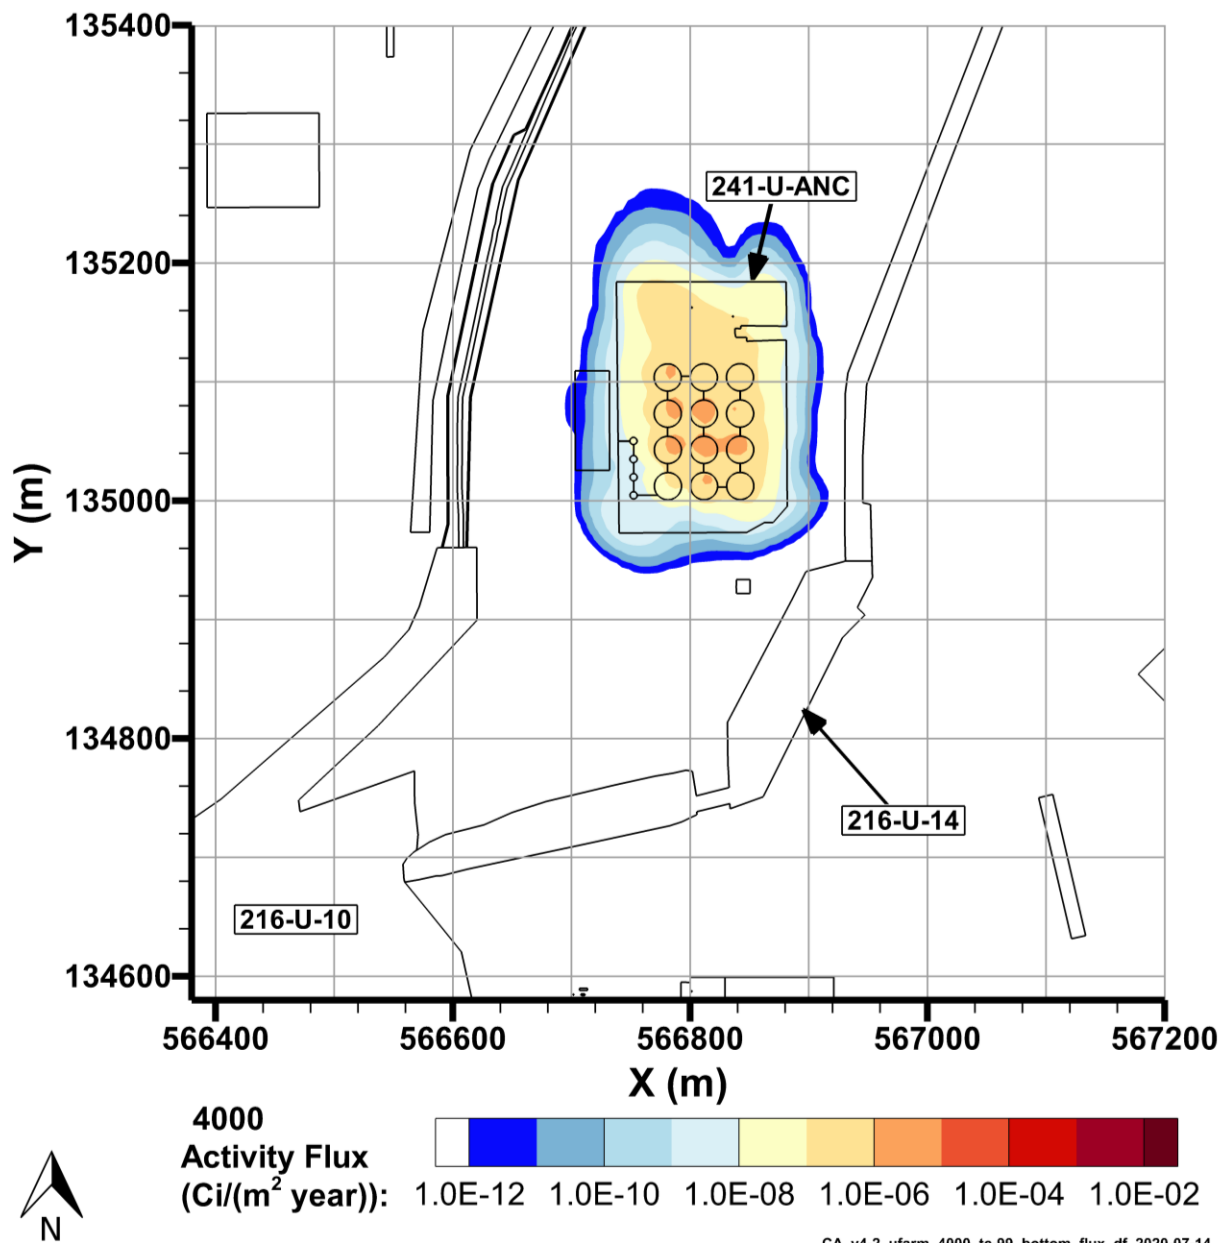 135400
135200
135000
134800
134600
Y (m)
241-U-ANC
216-U-14
216-U-10
566400 566600 566800 567000 567200
X (m)
4000
Activity Flux
(Ci/(m² year)):
1.0E-12 1.0E-10 1.0E-08 1.0E-06 1.0E-04 1.0E-02
N